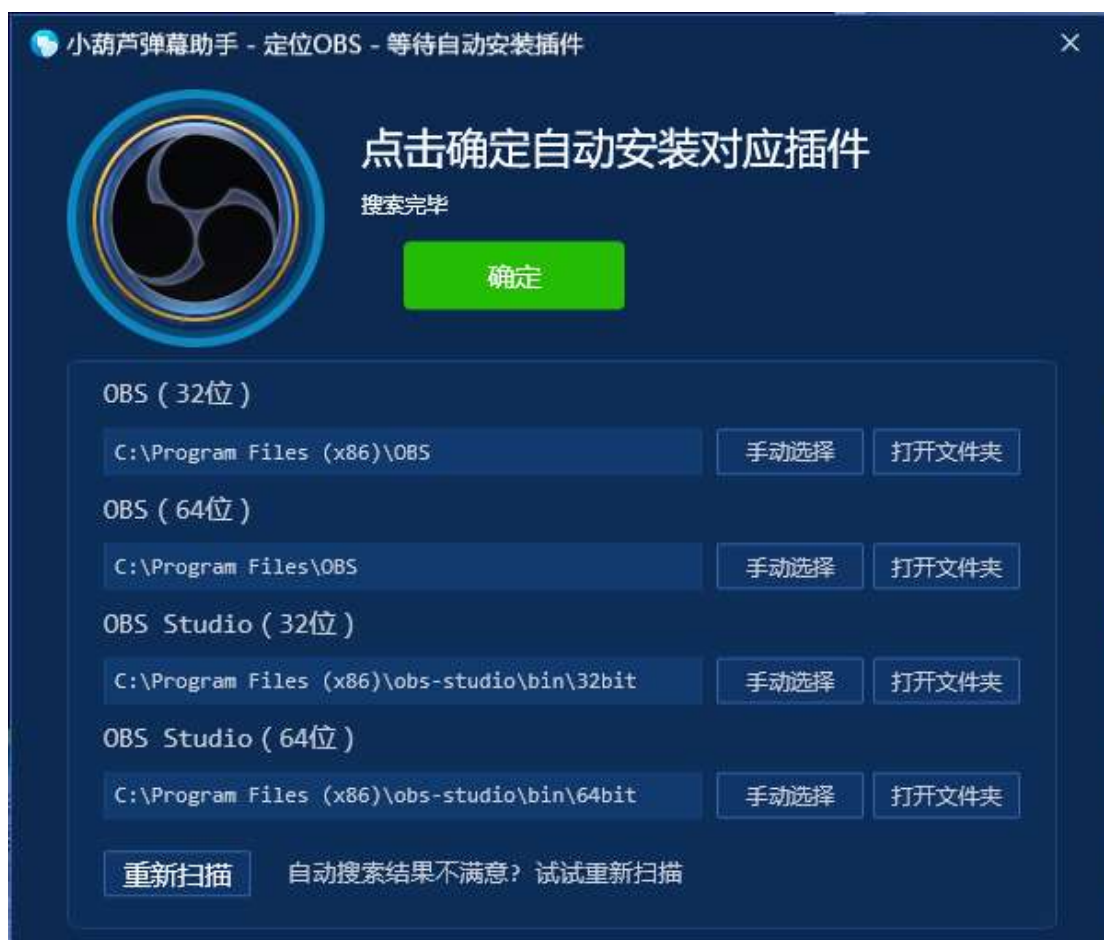 小葫芦弹幕助手 - 定位OBS - 等待自动安装插件
点击确定自动安装对应插件
搜索完毕
确定
OBS ( 32位 )
C:\Program Files (x86)\OBS 手动选择 打开文件夹
OBS ( 64位 )
C:\Program Files\OBS 手动选择 打开文件夹
OBS Studio ( 32位 )
C:\Program Files (x86)\obs-studio\bin\32bit 手动选择 打开文件夹
OBS Studio ( 64位 )
C:\Program Files (x86)\obs-studio\bin\64bit 手动选择 打开文件夹
重新扫描 自动搜索结果不满意? 试试重新扫描